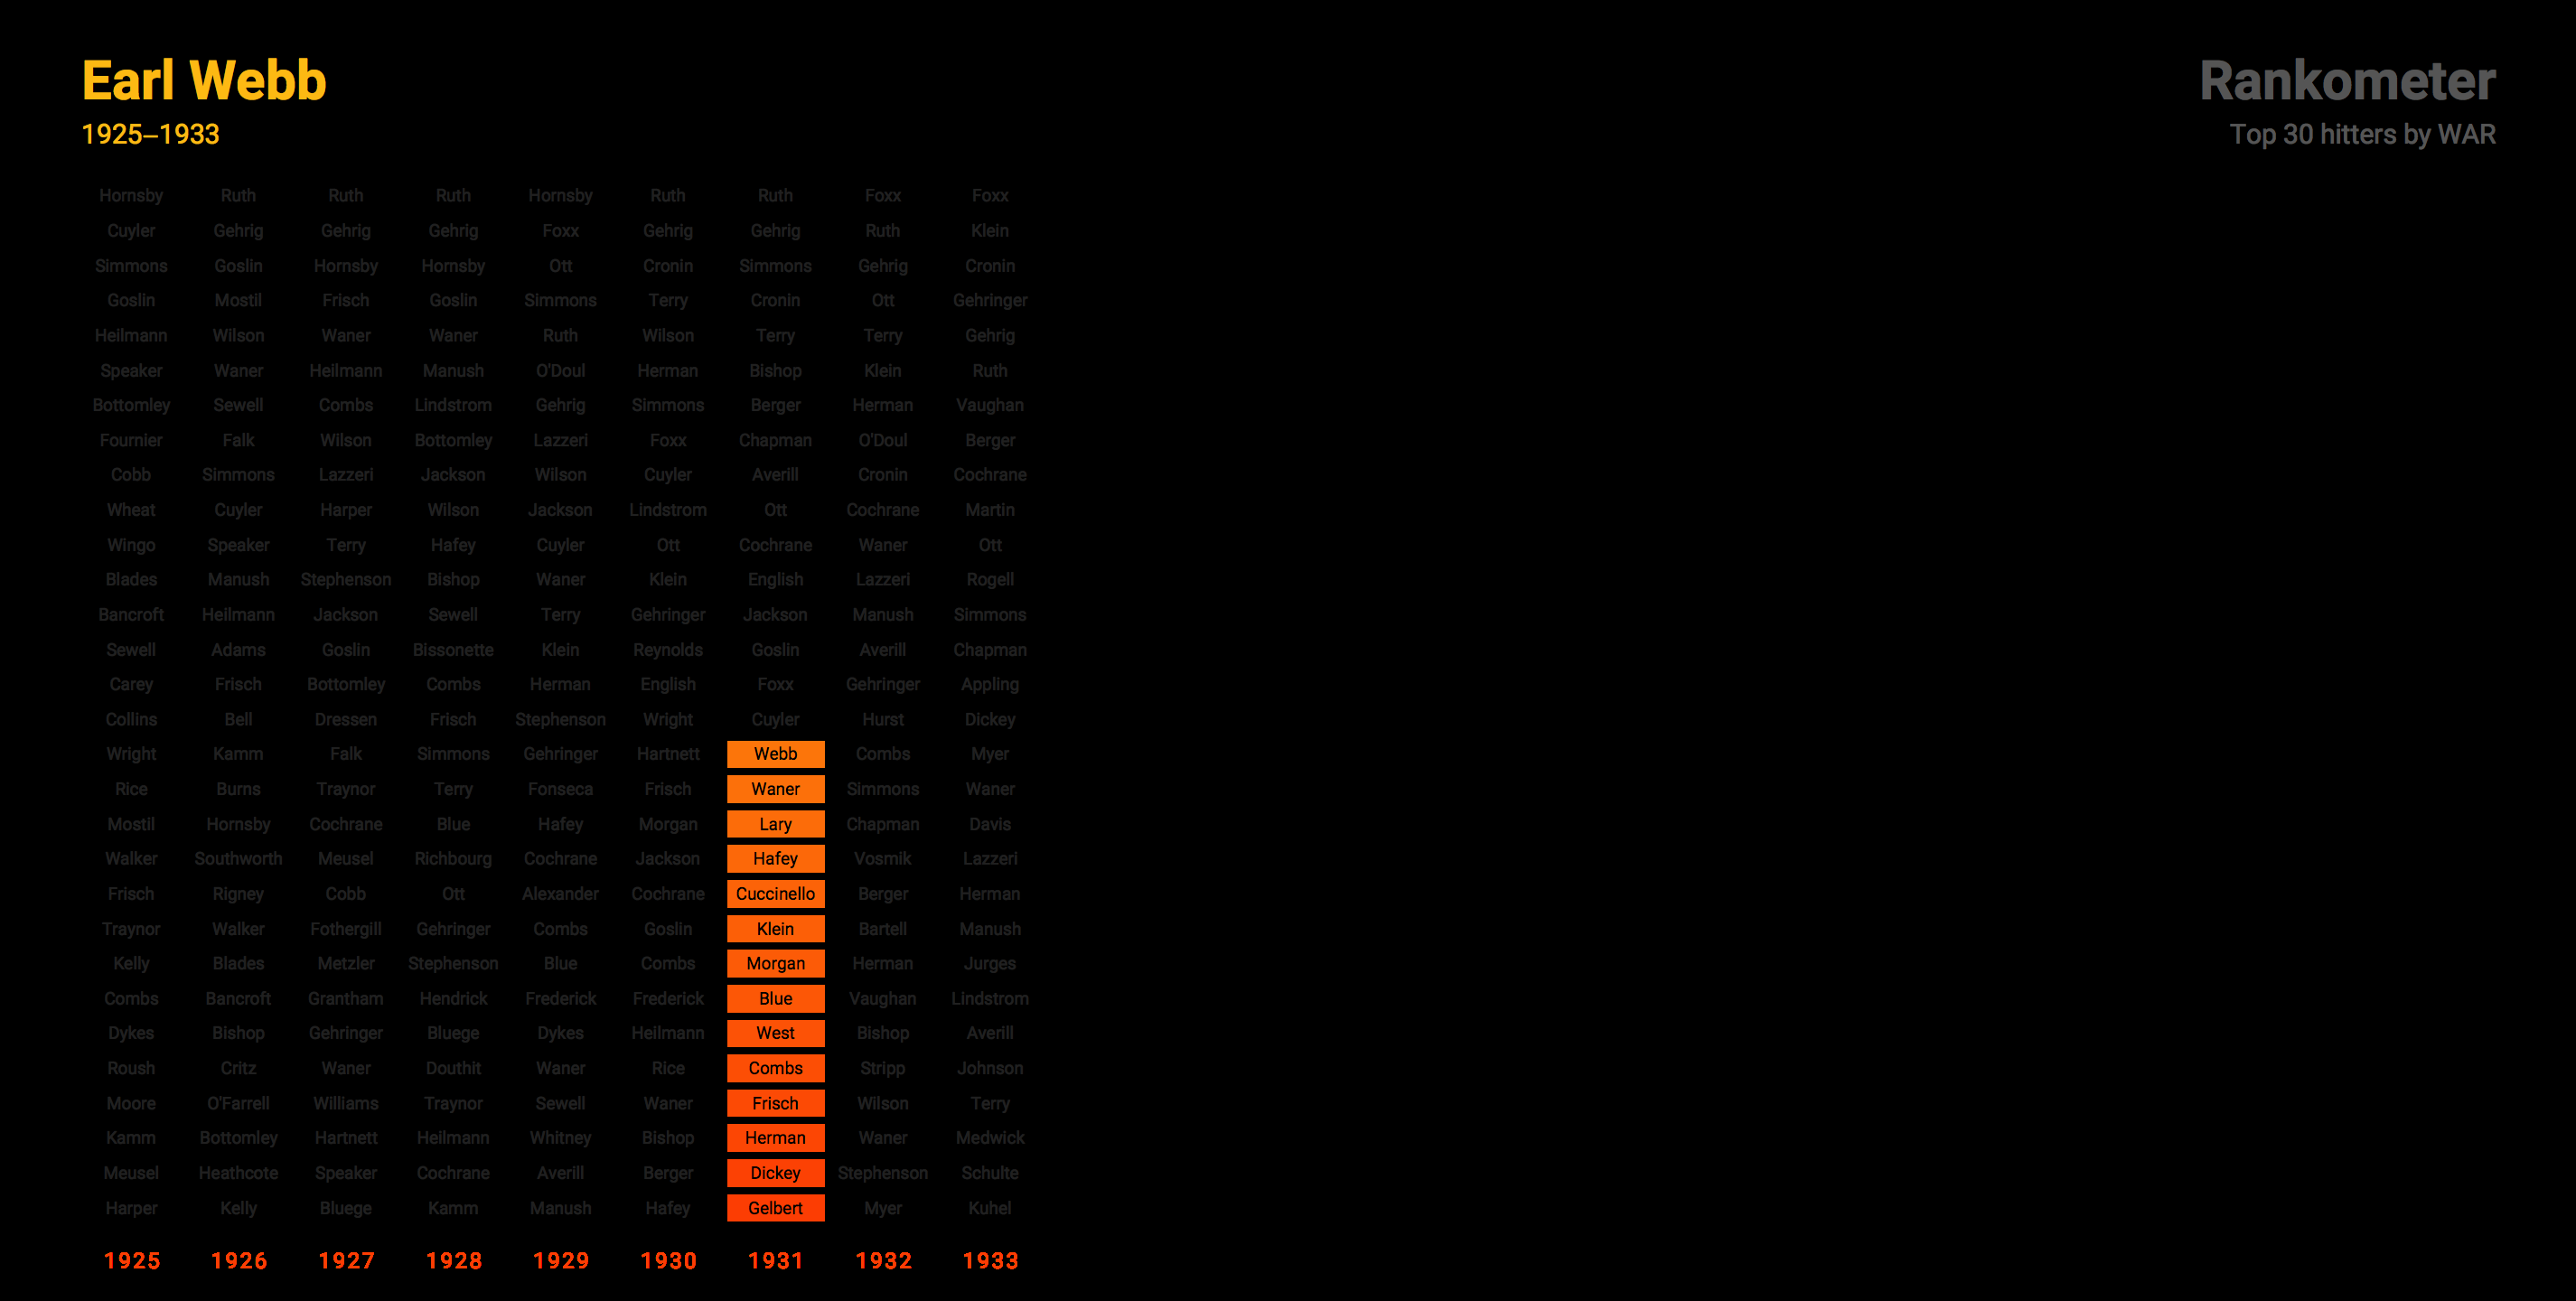 Earl Webb
1925–1933
Rankometer
Top 30 hitters by WAR
Hornsby Ruth Ruth Ruth Hornsby Ruth Ruth Foxx Foxx
Cuyler Gehrig Gehrig Gehrig Foxx Gehrig Gehrig Ruth Klein
Simmons Goslin Hornsby Hornsby Ott Cronin Simmons Gehrig Cronin
Goslin Mostil Frisch Goslin Simmons Terry Cronin Ott Gehringer
Heilmann Wilson Waner Waner Ruth Wilson Terry Terry Gehrig
Speaker Waner Heilmann Manush O'Doul Herman Bishop Klein Ruth
Bottomley Sewell Combs Lindstrom Gehrig Simmons Berger Herman Vaughan
Fournier Falk Wilson Bottomley Lazzeri Foxx Chapman O'Doul Berger
Cobb Simmons Lazzeri Jackson Wilson Cuyler Averill Cronin Cochrane
Wheat Cuyler Harper Wilson Jackson Lindstrom Ott Cochrane Martin
Wingo Speaker Terry Hafey Cuyler Ott Cochrane Waner Ott
Blades Manush Stephenson Bishop Waner Klein English Lazzeri Rogell
Bancroft Heilmann Jackson Sewell Terry Gehringer Jackson Manush Simmons
Sewell Adams Goslin Bissonette Klein Reynolds Goslin Averill Chapman
Carey Frisch Bottomley Combs Herman English Foxx Gehringer Appling
Collins Bell Dressen Frisch Stephenson Wright Cuyler Hurst Dickey
Wright Kamm Falk Simmons Gehringer Hartnett Webb Combs Myer
Rice Burns Traynor Terry Fonseca Frisch Waner Simmons Waner
Mostil Hornsby Cochrane Blue Hafey Morgan Lary Chapman Davis
Walker Southworth Meusel Richbourg Cochrane Jackson Hafey Vosmik Lazzeri
Frisch Rigney Cobb Ott Alexander Cochrane Cuccinello Berger Herman
Traynor Walker Fothergill Gehringer Combs Goslin Klein Bartell Manush
Kelly Blades Metzler Stephenson Blue Combs Morgan Herman Jurges
Combs Bancroft Grantham Hendrick Frederick Frederick Blue Vaughan Lindstrom
Dykes Bishop Gehringer Bluege Dykes Heilmann West Bishop Averill
Roush Critz Waner Douthit Waner Rice Combs Stripp Johnson
Moore O'Farrell Williams Traynor Sewell Waner Frisch Wilson Terry
Kamm Bottomley Hartnett Heilmann Whitney Bishop Herman Waner Medwick
Meusel Heathcote Speaker Cochrane Averill Berger Dickey Stephenson Schulte
Harper Kelly Bluege Kamm Manush Hafey Gelbert Myer Kuhel
1925 1926 1927 1928 1929 1930 1931 1932 1933